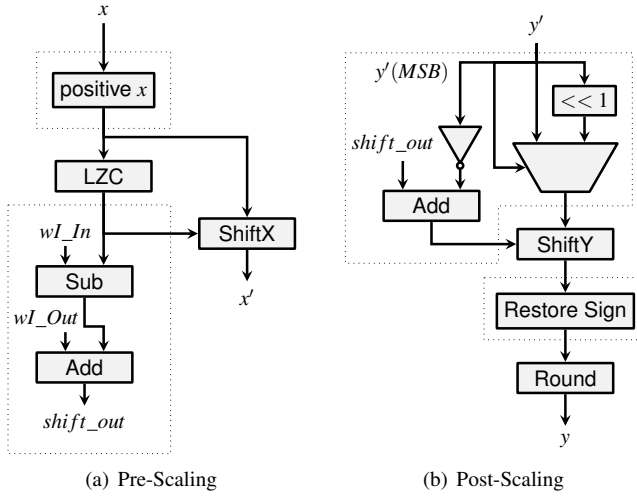 x
positive x
LZC
wI_In
ShiftX
Sub
x′
wI_Out
Add
shift_out
(a) Pre-Scaling
y′
y′(MSB)
<< 1
shift_out
Add
ShiftY
Restore Sign
Round
y
(b) Post-Scaling